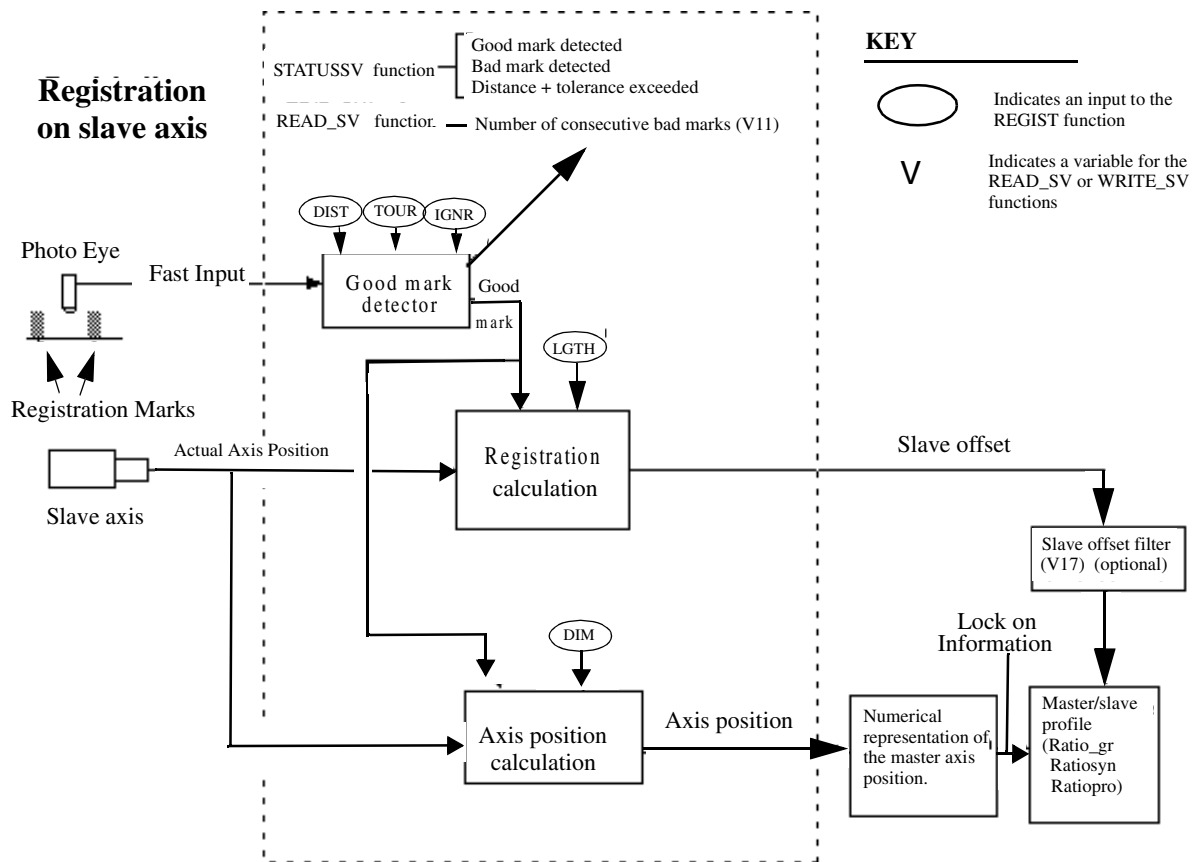 Registration
on slave axis
STATUSSV function
Good mark detected
Bad mark detected
Distance + tolerance exceeded
READ_SV function
Number of consecutive bad marks (V11)
KEY
Indicates an input to the
REGIST function
V
Indicates a variable for the
READ_SV or WRITE_SV
functions
DIST
TOUR
IGNR
Photo Eye
Fast Input
Good mark
detector
Good
mark
LGTH
Registration Marks
Actual Axis Position
Registration
calculation
Slave offset
Slave axis
Slave offset filter
(V17) (optional)
Lock on
Information
DIM
Axis position
calculation
Axis position
Numerical
representation of
the master axis
position.
Master/slave
profile
(Ratio_gr
Ratiosyn
Ratiopro)